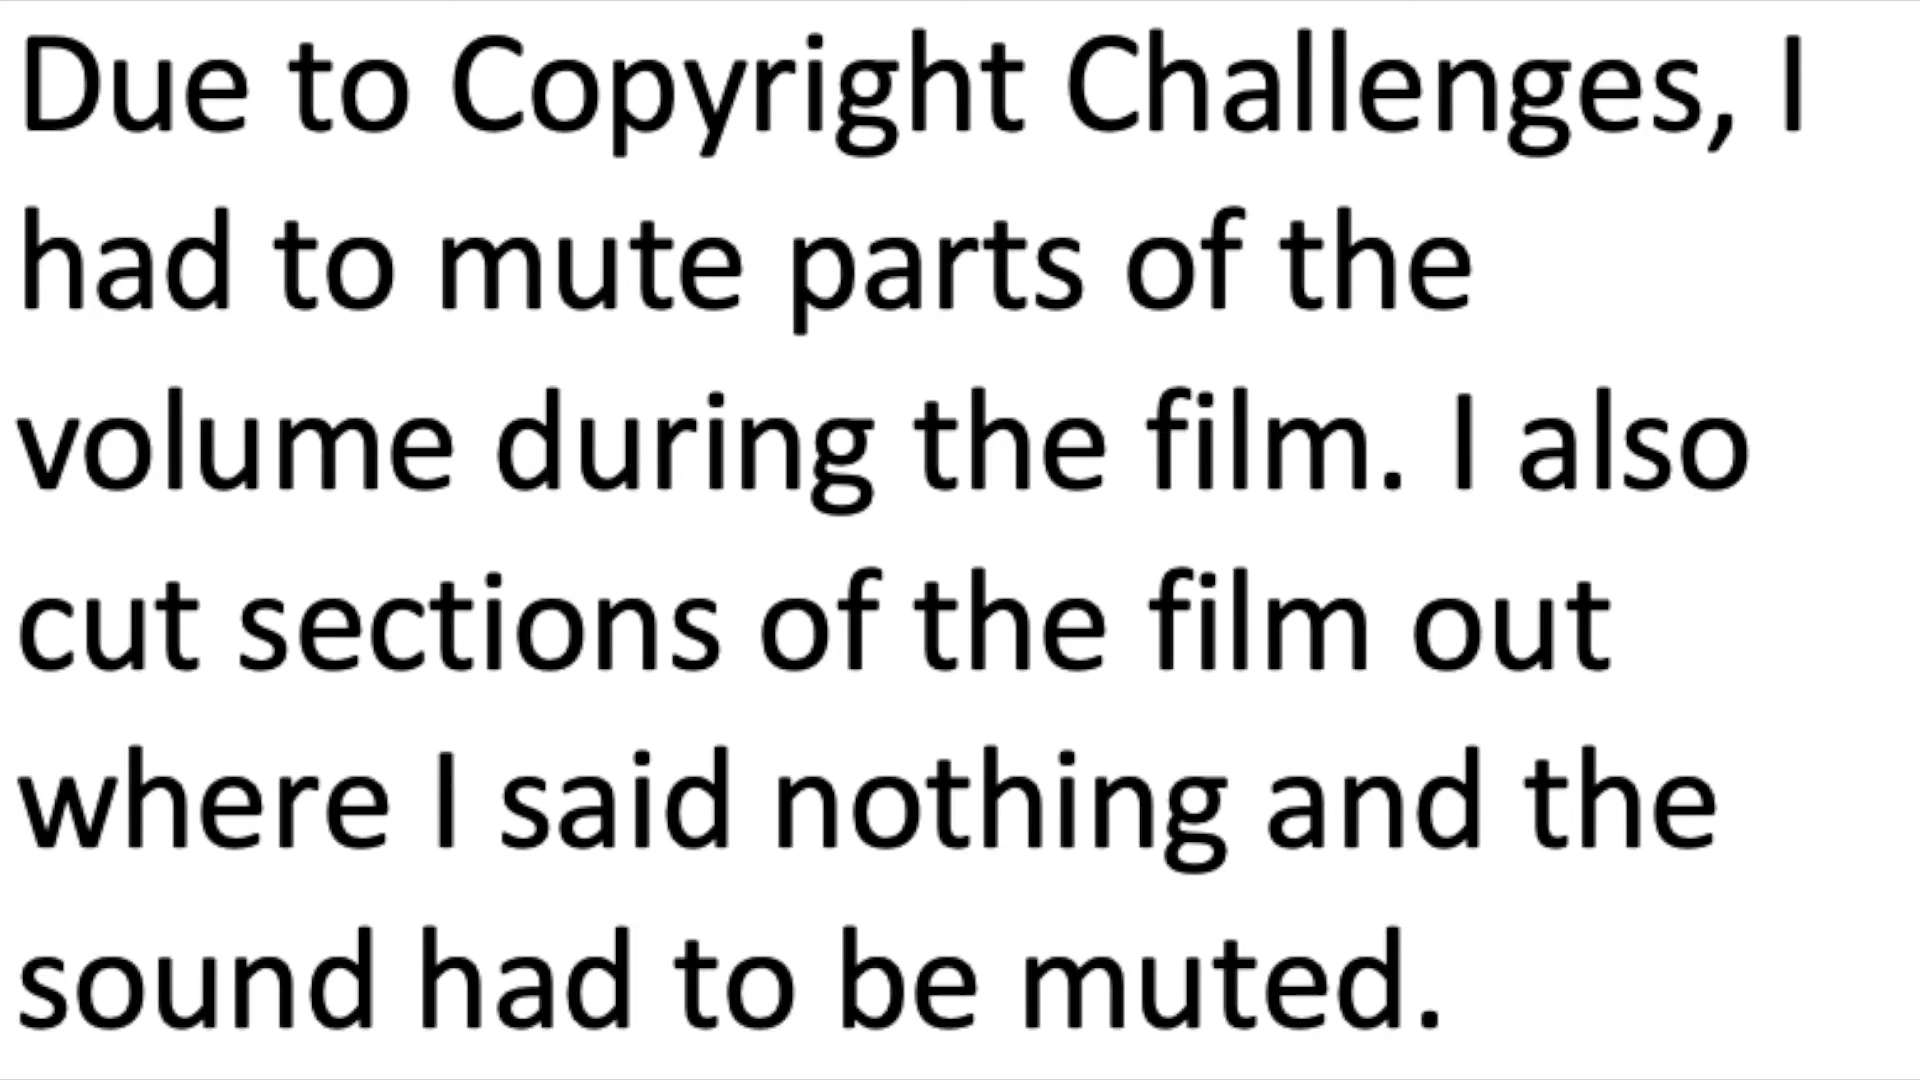 Due to Copyright Challenges, I
had to mute parts of the
volume during the film. I also
cut sections of the film out
where I said nothing and the
sound had to be muted.